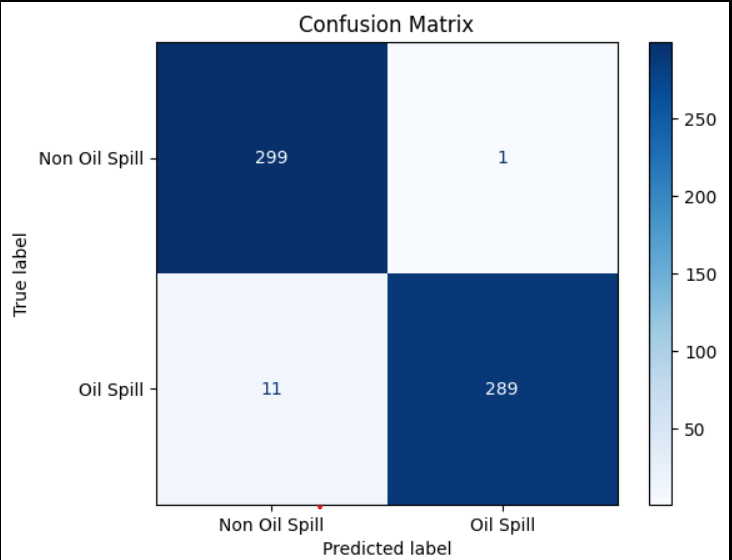 Confusion Matrix
Non Oil Spill
299
1
250
200
150
100
50
True label
Oil Spill
11
289
Non Oil Spill
Oil Spill
Predicted label